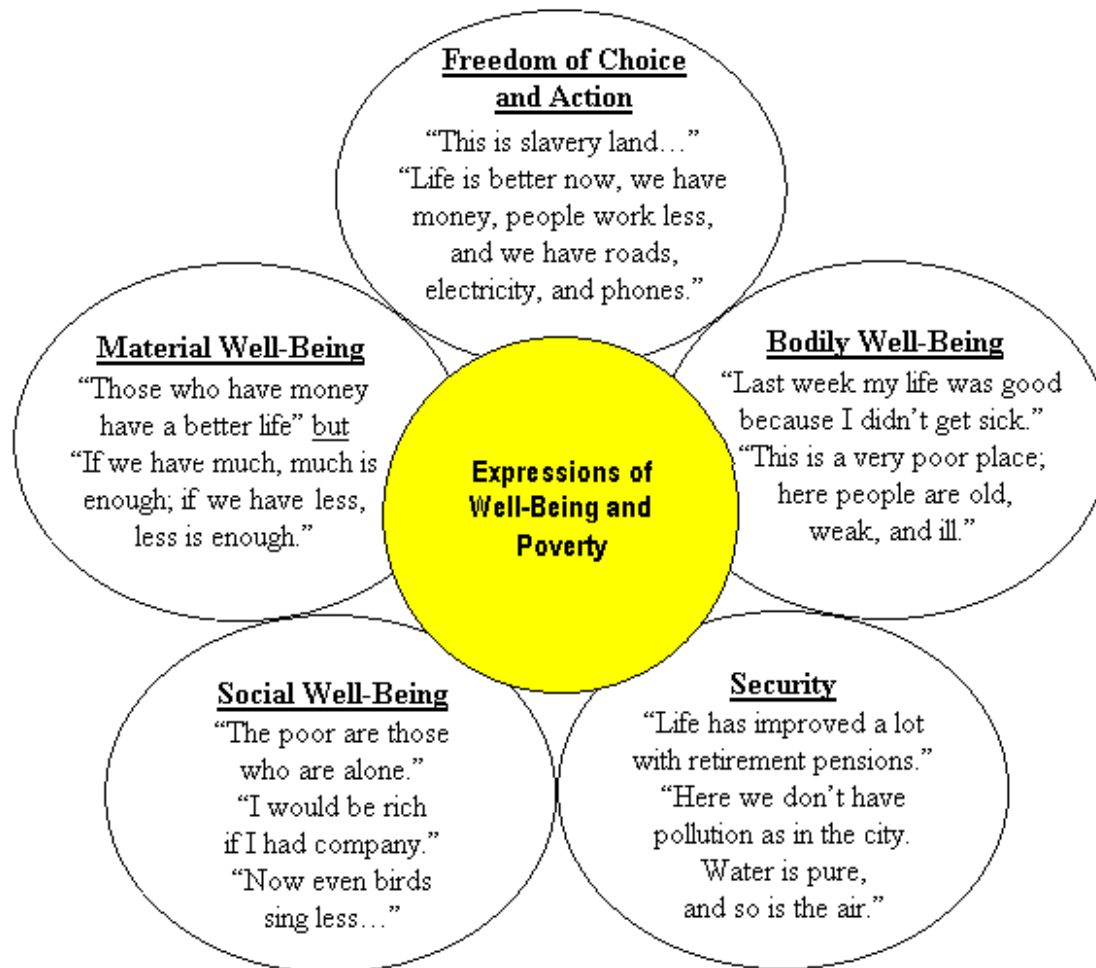 Freedom of Choice
and Action
“This is slavery land…”
“Life is better now, we have
money, people work less,
and we have roads,
electricity, and phones.”
Material Well-Being
“Those who have money
have a better life” but
“If we have much, much is
enough; if we have less,
less is enough.”
Bodily Well-Being
“Last week my life was good
because I didn’t get sick.”
“This is a very poor place;
here people are old,
weak, and ill.”
Expressions of
Well-Being and
Poverty
Social Well-Being
“The poor are those
who are alone.”
“I would be rich
if I had company.”
“Now even birds
sing less…”
Security
“Life has improved a lot
with retirement pensions.”
“Here we don’t have
pollution as in the city.
Water is pure,
and so is the air.”